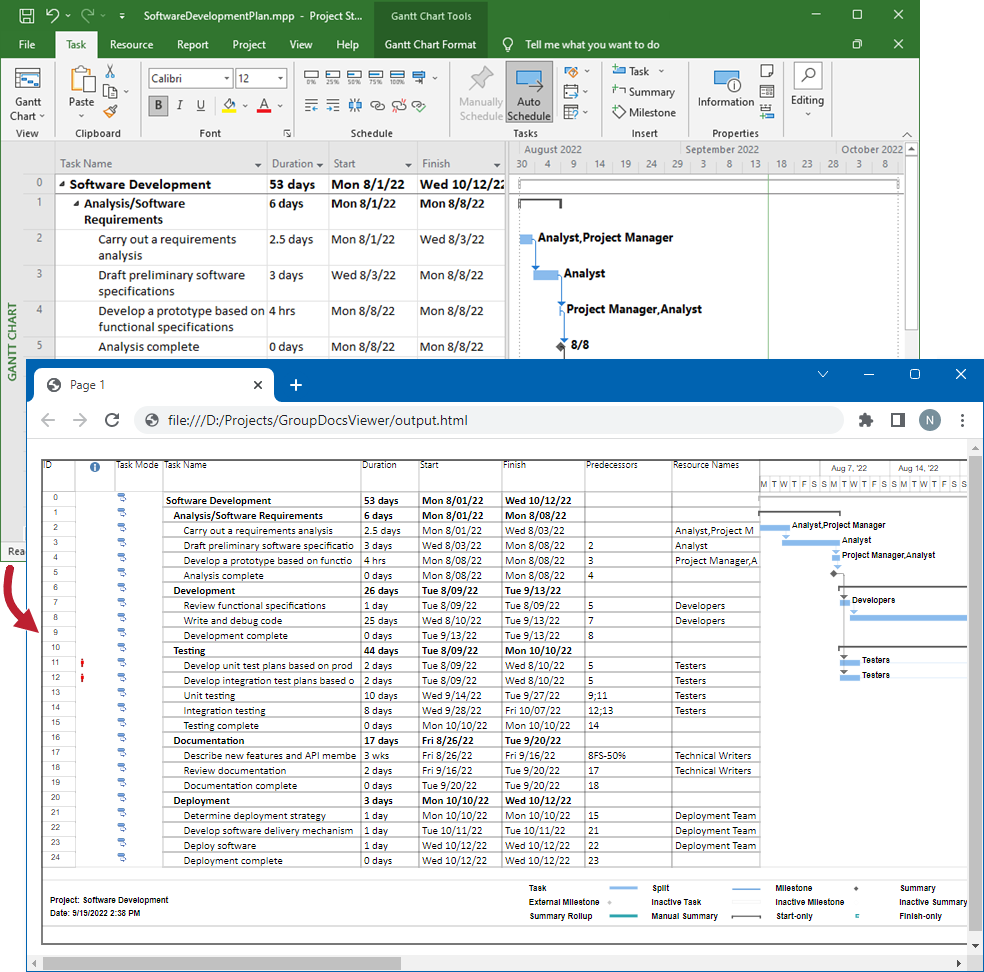 SoftwareDevelopmentPlan.mpp - Project St... Gantt Chart Tools
File Task Resource Report Project View Help Gantt Chart Format Tell me what you want to do
Calibri 12 0% 25% 50% 75% 100% Task
Gantt Chart Paste B I U A Manually Schedule Auto Schedule Summary Information Editing
Milestone
View Clipboard Font Schedule Tasks Insert Properties
August 2022 September 2022 October 2022
Task Name Duration Start Finish 30 4 9 14 19 24 29 3 8 13 18 23 28 3 8
0 Software Development 53 days Mon 8/1/22 Wed 10/12/22
1 Analysis/Software 6 days Mon 8/1/22 Mon 8/8/22
Requirements
2 Carry out a requirements 2.5 days Mon 8/1/22 Wed 8/3/22 Analyst,Project Manager
analysis
3 Draft preliminary software 3 days Wed 8/3/22 Mon 8/8/22 Analyst
specifications
4 Develop a prototype based on 4 hrs Mon 8/8/22 Mon 8/8/22 Project Manager,Analyst
functional specifications
5 Analysis complete 0 days Mon 8/8/22 Mon 8/8/22 8/8
GANTT CHART
Rea
Page 1
file:///D:/Projects/GroupDocsViewer/output.html N
ID Task Mode Task Name Duration Start Finish Predecessors Resource Names Aug 7, '22 Aug 14, '22
M T W T F S S M T W T F S S M T W T F S S
0 Software Development 53 days Mon 8/01/22 Wed 10/12/22
1 Analysis/Software Requirements 6 days Mon 8/01/22 Mon 8/08/22
2 Carry out a requirements analysis 2.5 days Mon 8/01/22 Wed 8/03/22 Analyst,Project M Analyst,Project Manager
3 Draft preliminary software specificatio 3 days Wed 8/03/22 Mon 8/08/22 2 Analyst Analyst
4 Develop a prototype based on functio 4 hrs Mon 8/08/22 Mon 8/08/22 3 Project Manager,A Project Manager,Analyst
5 Analysis complete 0 days Mon 8/08/22 Mon 8/08/22 4
6 Development 26 days Tue 8/09/22 Tue 9/13/22
7 Review functional specifications 1 day Tue 8/09/22 Tue 8/09/22 5 Developers Developers
8 Write and debug code 25 days Wed 8/10/22 Tue 9/13/22 7 Developers
9 Development complete 0 days Tue 9/13/22 Tue 9/13/22 8
10 Testing 44 days Tue 8/09/22 Mon 10/10/22
11 Develop unit test plans based on prod 2 days Tue 8/09/22 Wed 8/10/22 5 Testers Testers
12 Develop integration test plans based o 2 days Tue 8/09/22 Wed 8/10/22 5 Testers Testers
13 Unit testing 10 days Wed 9/14/22 Tue 9/27/22 9;11 Testers
14 Integration testing 8 days Wed 9/28/22 Fri 10/07/22 12;13 Testers
15 Testing complete 0 days Mon 10/10/22 Mon 10/10/22 14
16 Documentation 17 days Fri 8/26/22 Tue 9/20/22
17 Describe new features and API membe 3 wks Fri 8/26/22 Fri 9/16/22 8FS-50% Technical Writers
18 Review documentation 2 days Fri 9/16/22 Tue 9/20/22 17 Technical Writers
19 Documentation complete 0 days Tue 9/20/22 Tue 9/20/22 18
20 Deployment 3 days Mon 10/10/22 Wed 10/12/22
21 Determine deployment strategy 1 day Mon 10/10/22 Mon 10/10/22 15 Deployment Team
22 Develop software delivery mechanism 1 day Tue 10/11/22 Tue 10/11/22 21 Deployment Team
23 Deploy software 1 day Wed 10/12/22 Wed 10/12/22 22 Deployment Team
24 Deployment complete 0 days Wed 10/12/22 Wed 10/12/22 23
Task Split Milestone Summary
Project: Software Development External Milestone Inactive Task Inactive Milestone Inactive Summary
Date: 9/15/2022 2:38 PM Summary Rollup Manual Summary Start-only Finish-only